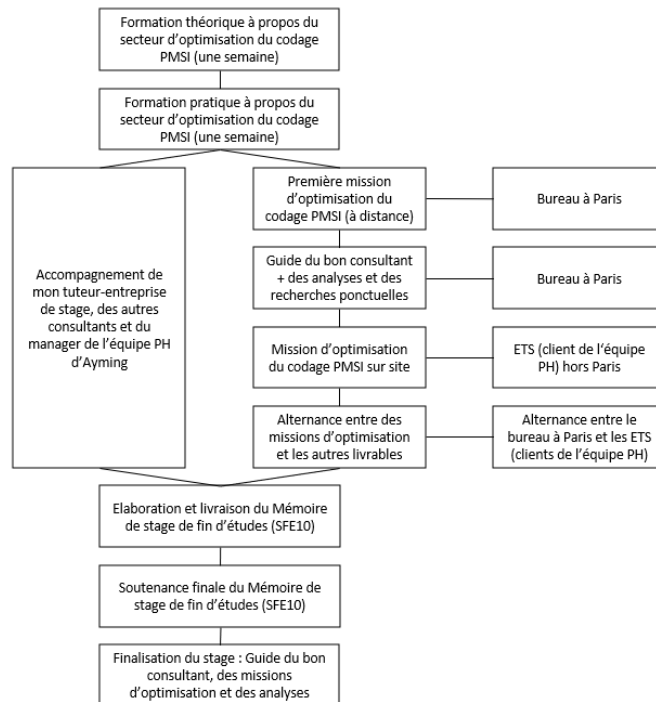 Formation théorique à propos du
secteur d'optimisation du codage
PMSI (une semaine)
Formation pratique à propos du
secteur d'optimisation du codage
PMSI (une semaine)
Accompagnement de
mon tuteur-entreprise
de stage, des autres
consultants et du
manager de l'équipe PH
d'Ayming
Première mission
d'optimisation du
codage PMSI (à distance)
Bureau à Paris
Guide du bon consultant
+ des analyses et des
recherches ponctuelles
Bureau à Paris
Mission d'optimisation
du codage PMSI sur site
ETS (client de l'équipe
PH) hors Paris
Alternance entre des
missions d'optimisation
et les autres livrables
Alternance entre le
bureau à Paris et les ETS
(clients de l'équipe PH)
Elaboration et livraison du Mémoire
de stage de fin d'études (SFE10)
Soutenance finale du Mémoire de
stage de fin d'études (SFE10)
Finalisation du stage : Guide du bon
consultant, des missions
d'optimisation et des analyses